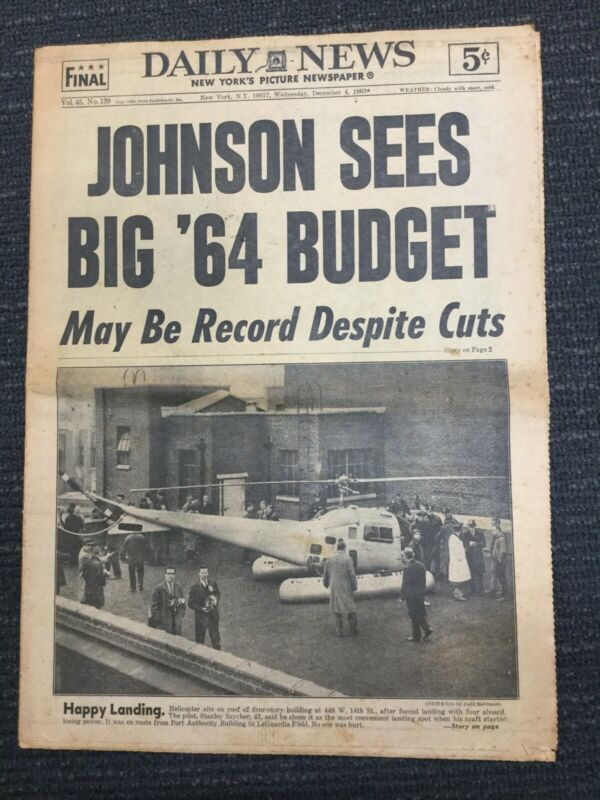 ★★★
FINAL
DAILY NEWS
NEW YORK'S PICTURE NEWSPAPER ®
5¢
Vol. 45. No. 139
New York, N.Y. 10017, Wednesday, December 4, 1963★
WEATHER: Cloudy with snow, cold.
JOHNSON SEES
BIG '64 BUDGET
May Be Record Despite Cuts
Story on Page 2
Happy Landing. Helicopter sits on roof of four-story-building at 446 W. 14th St., after forced landing with four aboard.
The pilot, Stanley 42, said he chose it as the most convenient landing spot when his craft started
losing power. It was en route from Port Authority Building to LaGuardia Field. No one was hurt.
—Story on page